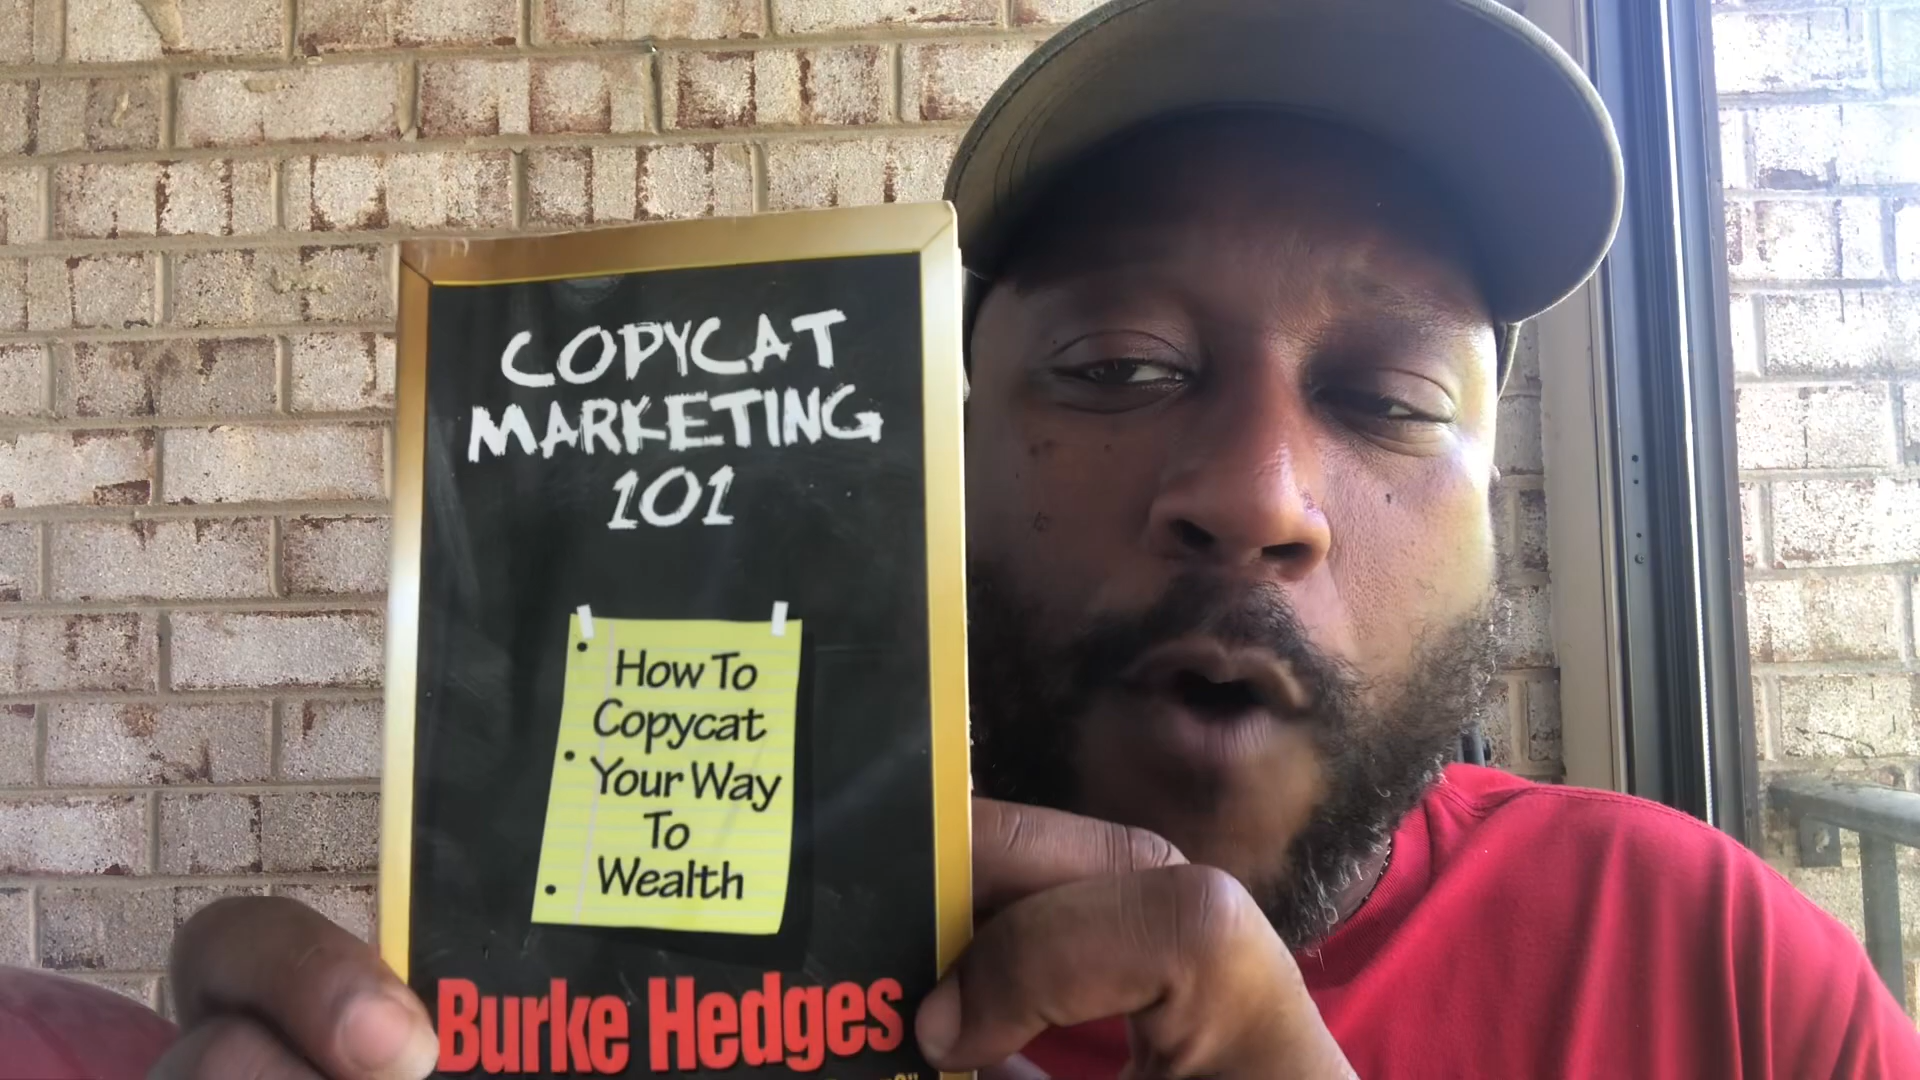 COPYCAT
MARKETING
101
How To
Copycat
Your Way
To
Wealth
Burke Hedges